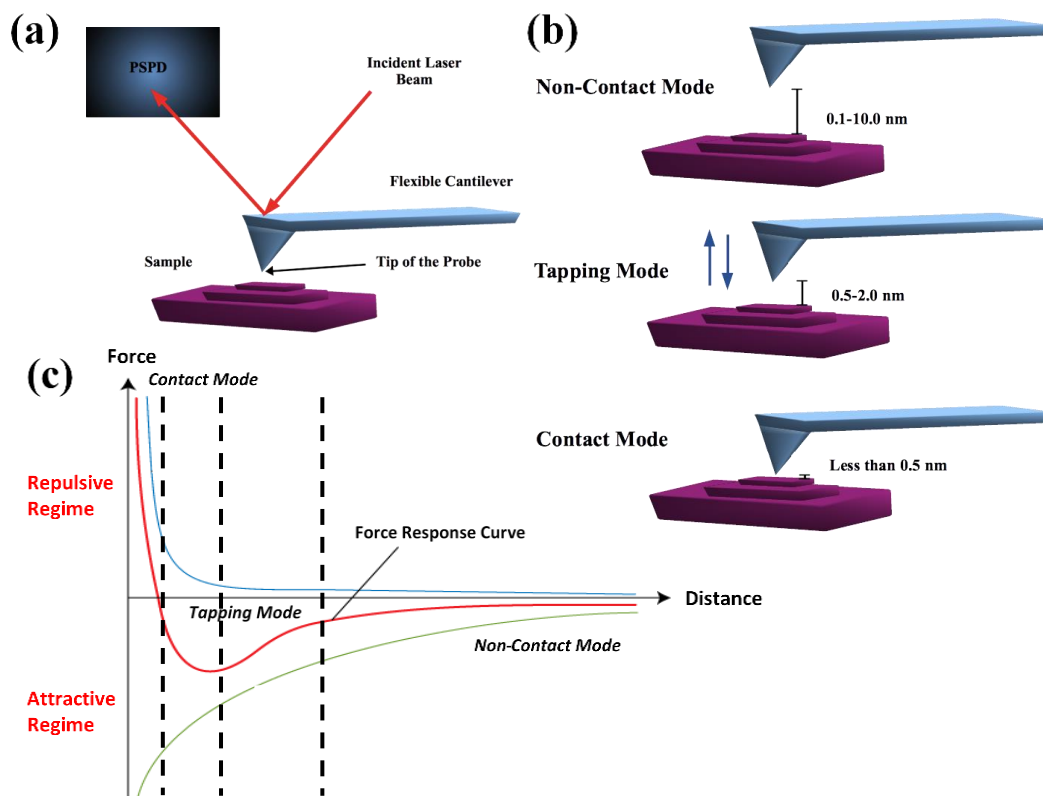 (a)
PSPD
Incident Laser
Beam
Flexible Cantilever
Sample
Tip of the Probe
(b)
Non-Contact Mode
0.1-10.0 nm
Tapping Mode
0.5-2.0 nm
Contact Mode
Less than 0.5 nm
(c)
Force
Contact Mode
Repulsive
Regime
Force Response Curve
Distance
Tapping Mode
Non-Contact Mode
Attractive
Regime